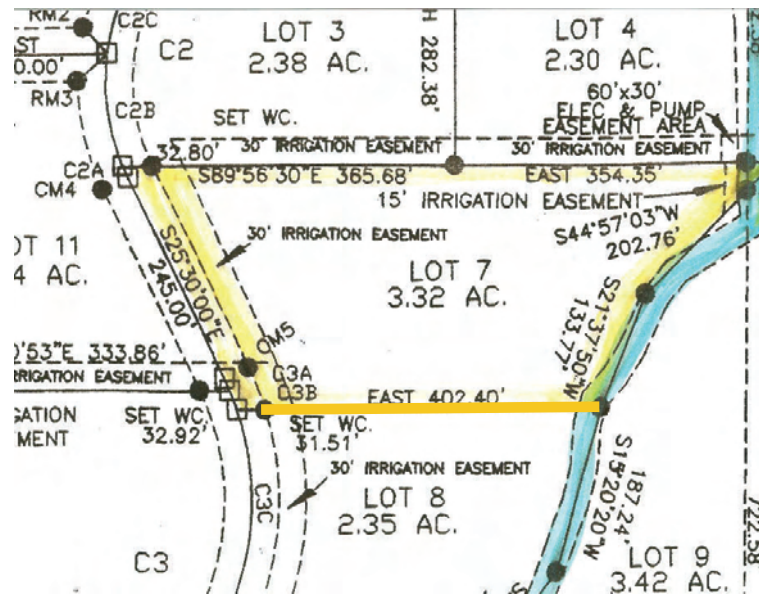 RM2
C2C
C2
LOT 3
2.38 AC.
H 282.38'
LOT 4
2.30 AC.
0.00'
RM3
C2B
60'x30'
ELEC & PUMP
EASEMENT AREA
SET WC.
32.80'
30' IRRIGATION EASEMENT
30' IRRIGATION EASEMENT
C2A
CM4
S89°56'30"E 365.68'
EAST 354.35'
15' IRRIGATION EASEMENT
S44°57'03"W
202.76'
30' IRRIGATION EASEMENT
OT 11
4 AC.
S25°30'00"E
245.00'
LOT 7
3.32 AC.
S21°37'50"W
133.77'
CM5
0'53"E 333.86'
RRIGATION EASEMENT
C3A
C3B
EAST 402.40'
GATION
MENT
SET WC.
32.92'
SET WC.
31.51'
30' IRRIGATION EASEMENT
C3C
LOT 8
2.35 AC.
187.24'
722.58
C3
LOT 9
3.42 AC.